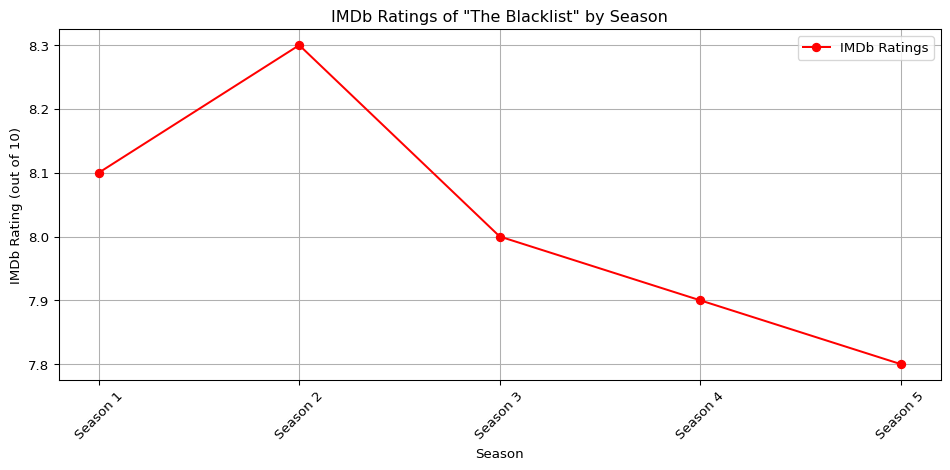 IMDb Ratings of "The Blacklist" by Season
IMDb Ratings
IMDb Rating (out of 10)
8.3
8.2
8.1
8.0
7.9
7.8
Season 1
Season 2
Season 3
Season 4
Season 5
Season